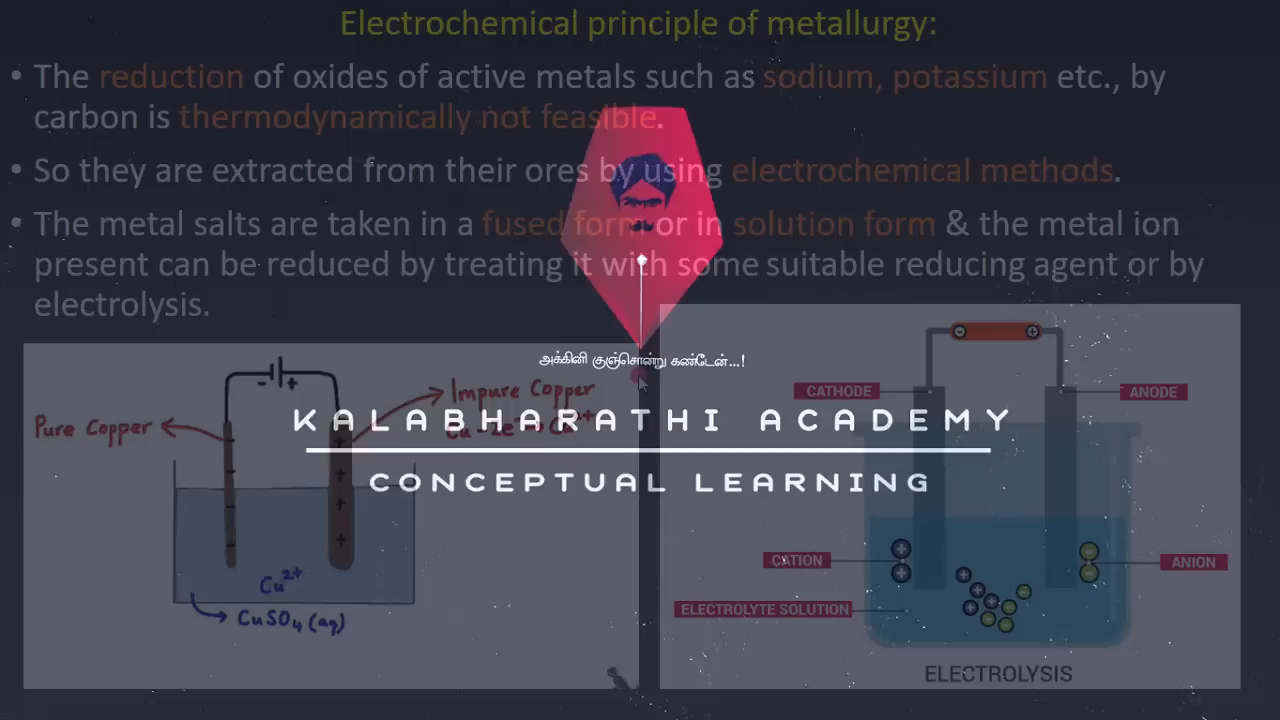 Electrochemical principle of metallurgy:
• The reduction of oxides of active metals such as sodium, potassium etc., by
carbon is thermodynamically not feasible.
• So they are extracted from their ores by using electrochemical methods.
• The metal salts are taken in a fused form or in solution form & the metal ion
present can be reduced by treating it with some suitable reducing agent or by
electrolysis.
அக்கினி குஞ்சொன்று கண்டேன்...!
KALABHARATHI ACADEMY
CONCEPTUAL LEARNING
- +
Pure Copper
Impure Copper
Cu - 2e⁻ → Cu²⁺
Cu²⁺
CuSO₄(aq)
CATHODE
ANODE
CATION
ANION
ELECTROLYTE SOLUTION
ELECTROLYSIS